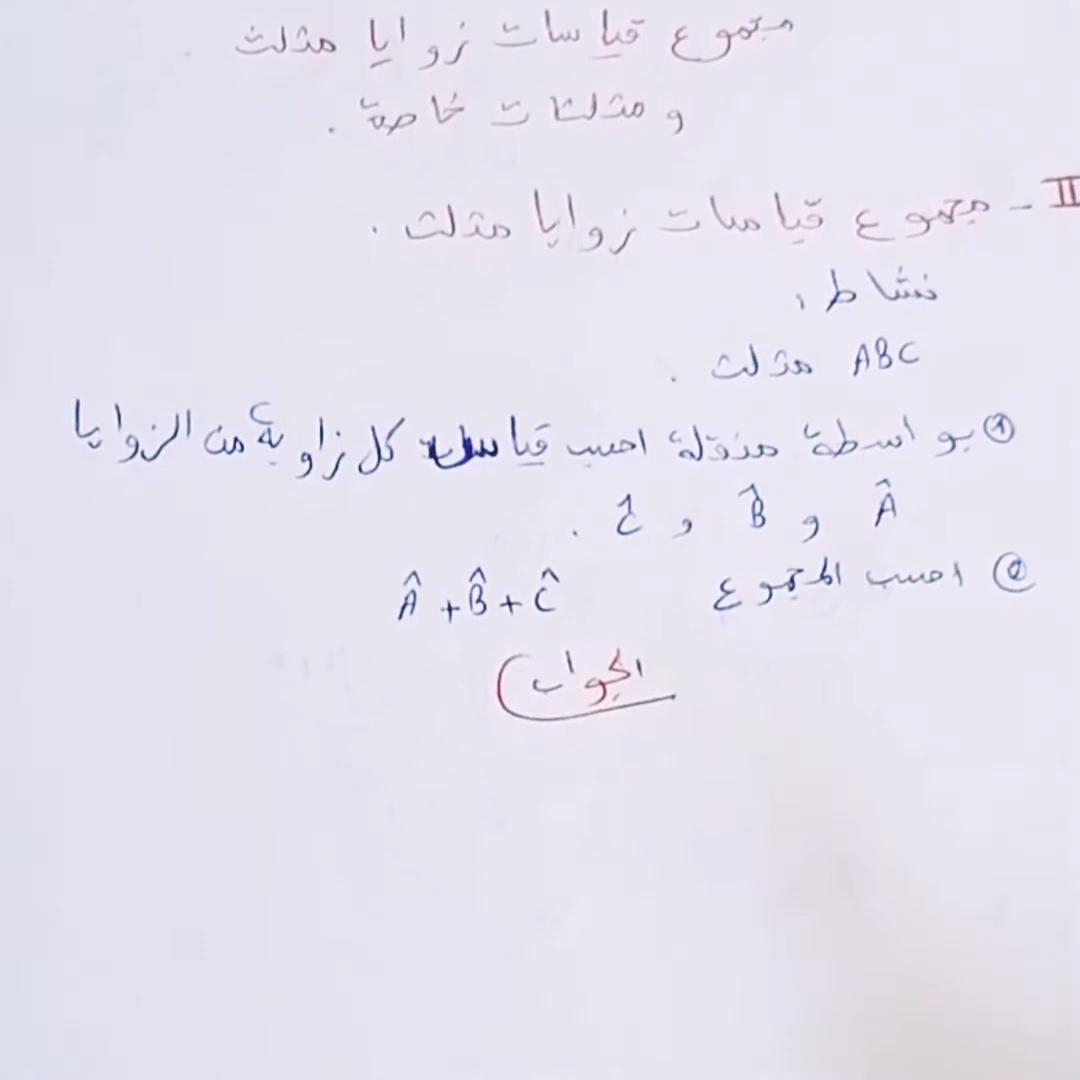 مجموع قياسات زوايا مثلث .
و مثلثات خاصة .
II - مجموع قياسات زوايا مثلث .
نشاط :
ABC مثلث .
① بواسطة منقلة احسب قياس كل زاوية من الزوايا
Â و B̂ و Ĉ .
② احسب المجموع Â + B̂ + Ĉ
الجواب